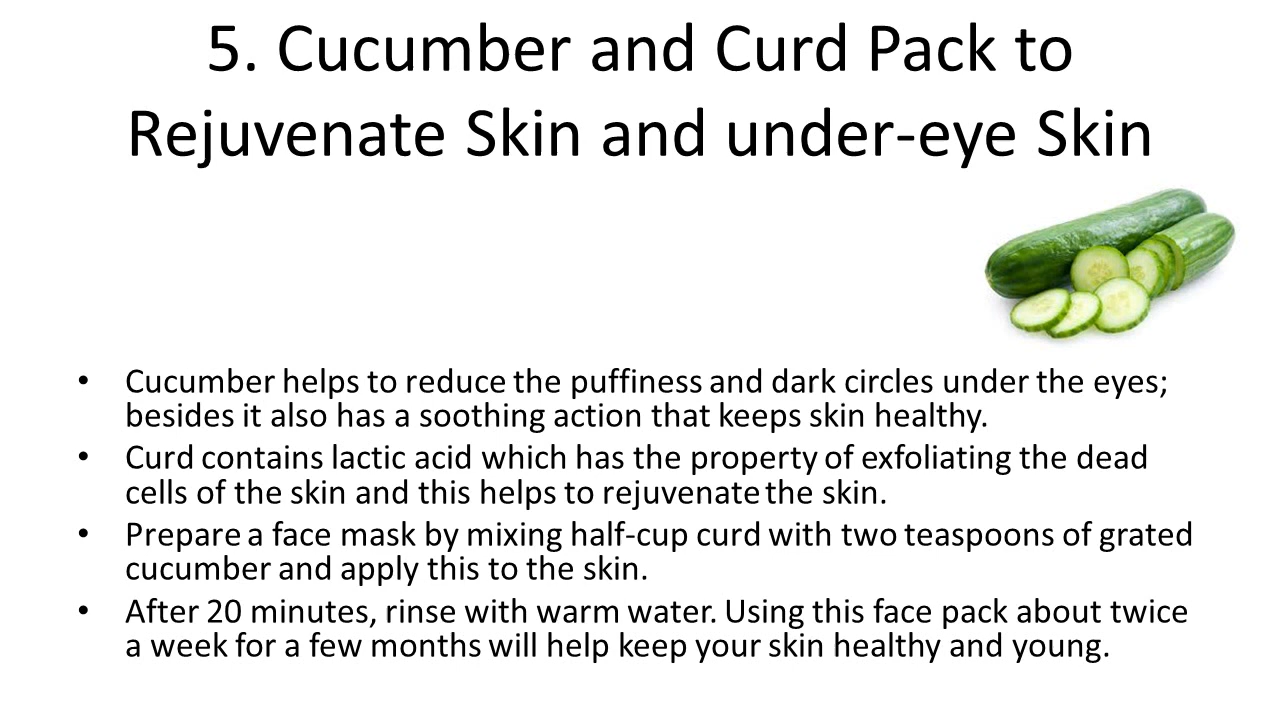 5. Cucumber and Curd Pack to
Rejuvenate Skin and under-eye Skin
• Cucumber helps to reduce the puffiness and dark circles under the eyes;
besides it also has a soothing action that keeps skin healthy.
• Curd contains lactic acid which has the property of exfoliating the dead
cells of the skin and this helps to rejuvenate the skin.
• Prepare a face mask by mixing half-cup curd with two teaspoons of grated
cucumber and apply this to the skin.
• After 20 minutes, rinse with warm water. Using this face pack about twice
a week for a few months will help keep your skin healthy and young.